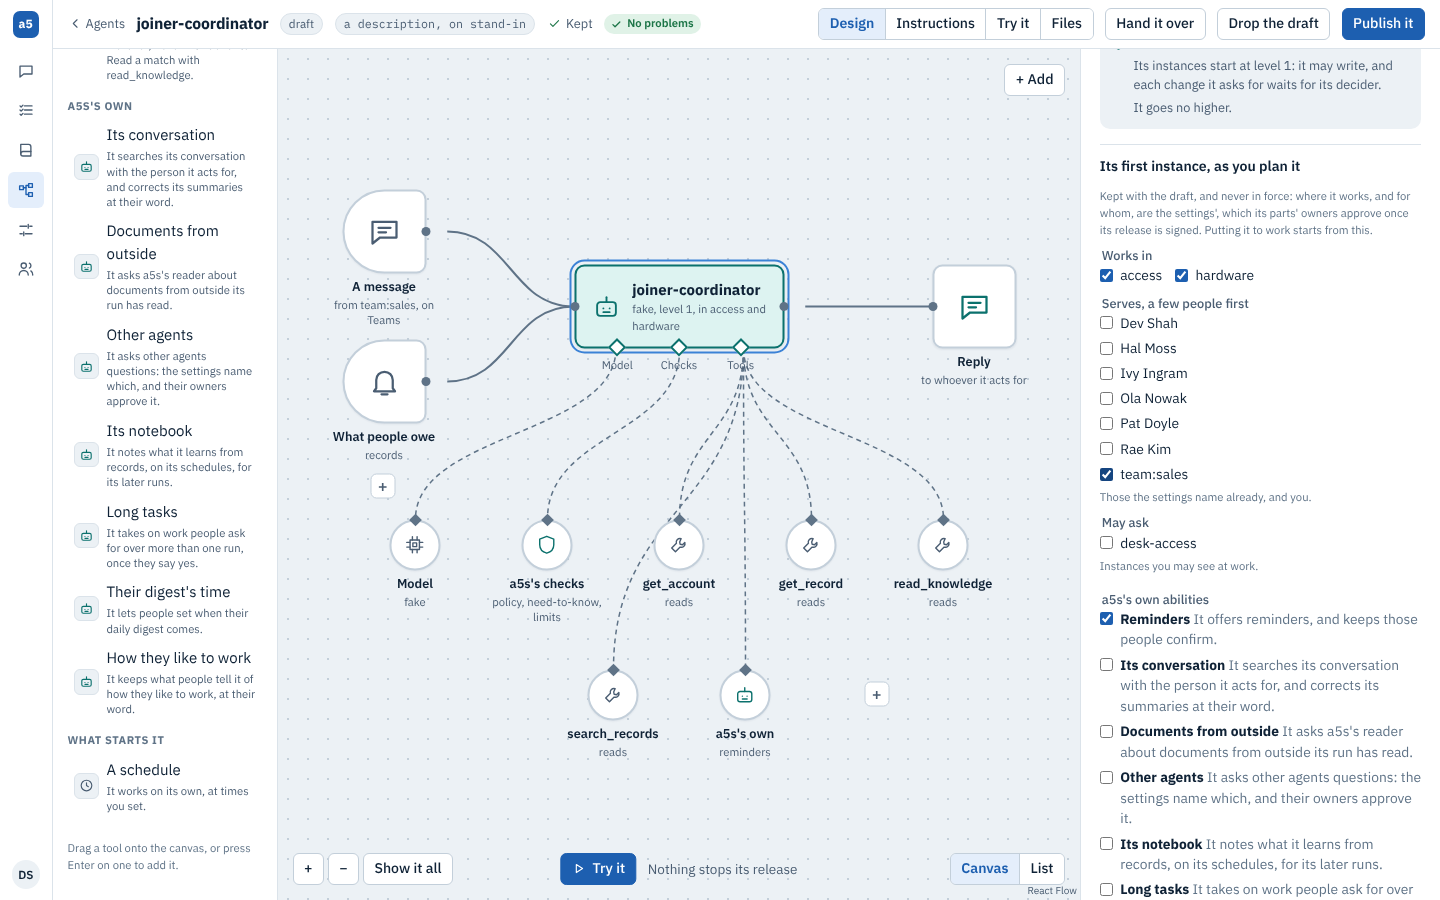 a5
Agents
joiner-coordinator
draft
a description, on stand-in
Kept
No problems
Design
Instructions
Try it
Files
Hand it over
Drop the draft
Publish it
Read a match with
read_knowledge.
A5S'S OWN
Its conversation
It searches its conversation
with the person it acts for,
and corrects its summaries
at their word.
Documents from
outside
It asks a5s's reader about
documents from outside its
run has read.
Other agents
It asks other agents
questions: the settings name
which, and their owners
approve it.
Its notebook
It notes what it learns from
records, on its schedules, for
its later runs.
Long tasks
It takes on work people ask
for over more than one run,
once they say yes.
Their digest's time
It lets people set when their
daily digest comes.
How they like to work
It keeps what people tell it of
how they like to work, at their
word.
WHAT STARTS IT
A schedule
It works on its own, at times
you set.
Drag a tool onto the canvas, or press
Enter on one to add it.
DS
+ Add
A message
from team:sales, on
Teams
What people owe
records
+
joiner-coordinator
fake, level 1, in access and
hardware
Model
Checks
Tools
Reply
to whoever it acts for
Model
fake
a5s's checks
policy, need-to-know,
limits
get_account
reads
get_record
reads
read_knowledge
reads
search_records
reads
a5s's own
reminders
+
+
−
Show it all
Try it
Nothing stops its release
Canvas
List
React Flow
Its instances start at level 1: it may write, and
each change it asks for waits for its decider.
It goes no higher.
Its first instance, as you plan it
Kept with the draft, and never in force: where it works, and for
whom, are the settings', which its parts' owners approve once
its release is signed. Putting it to work starts from this.
Works in
access
hardware
Serves, a few people first
Dev Shah
Hal Moss
Ivy Ingram
Ola Nowak
Pat Doyle
Rae Kim
team:sales
Those the settings name already, and you.
May ask
desk-access
Instances you may see at work.
a5s's own abilities
Reminders It offers reminders, and keeps those
people confirm.
Its conversation It searches its conversation
with the person it acts for, and corrects its
summaries at their word.
Documents from outside It asks a5s's reader
about documents from outside its run has read.
Other agents It asks other agents questions: the
settings name which, and their owners approve
it.
Its notebook It notes what it learns from
records, on its schedules, for its later runs.
Long tasks It takes on work people ask for over